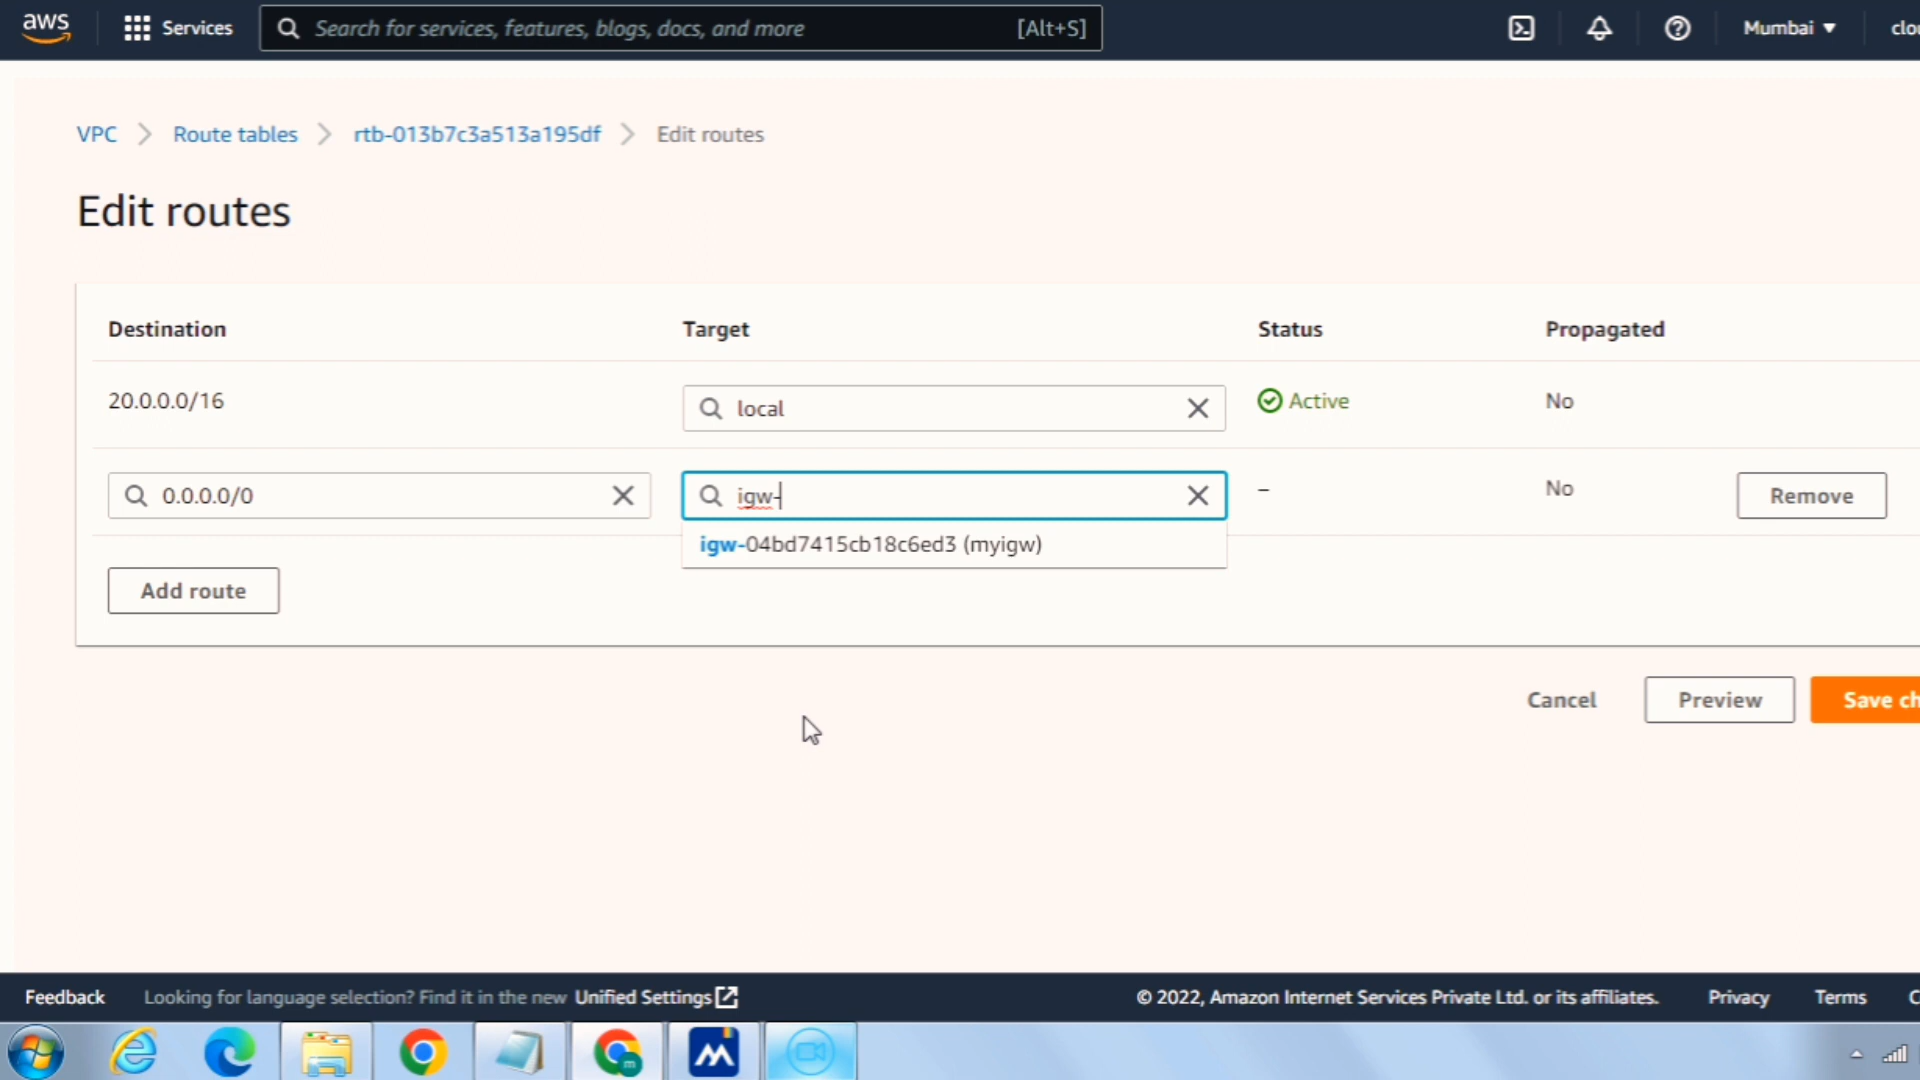 aws Services Search for services, features, blogs, docs, and more [Alt+S] Mumbai clou
VPC Route tables rtb-013b7c3a513a195df Edit routes
Edit routes
Destination Target Status Propagated
20.0.0.0/16 local Active No
0.0.0.0/0 igw- – No Remove
igw-04bd7415cb18c6ed3 (myigw)
Add route
Cancel Preview Save ch
Feedback Looking for language selection? Find it in the new Unified Settings © 2022, Amazon Internet Services Private Ltd. or its affiliates. Privacy Terms C
m